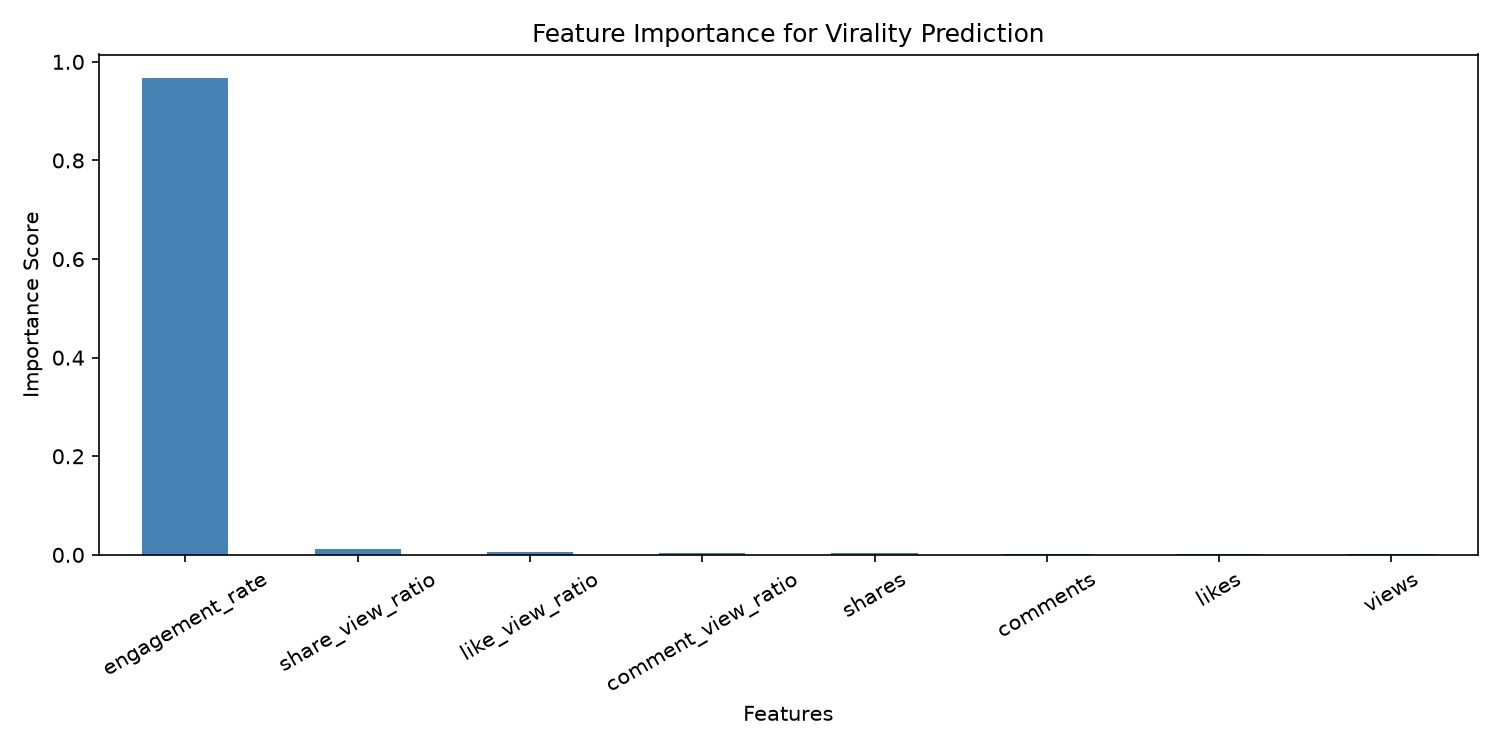 Feature Importance for Virality Prediction
Importance Score
1.0
0.8
0.6
0.4
0.2
0.0
engagement_rate
share_view_ratio
like_view_ratio
comment_view_ratio
shares
comments
likes
views
Features